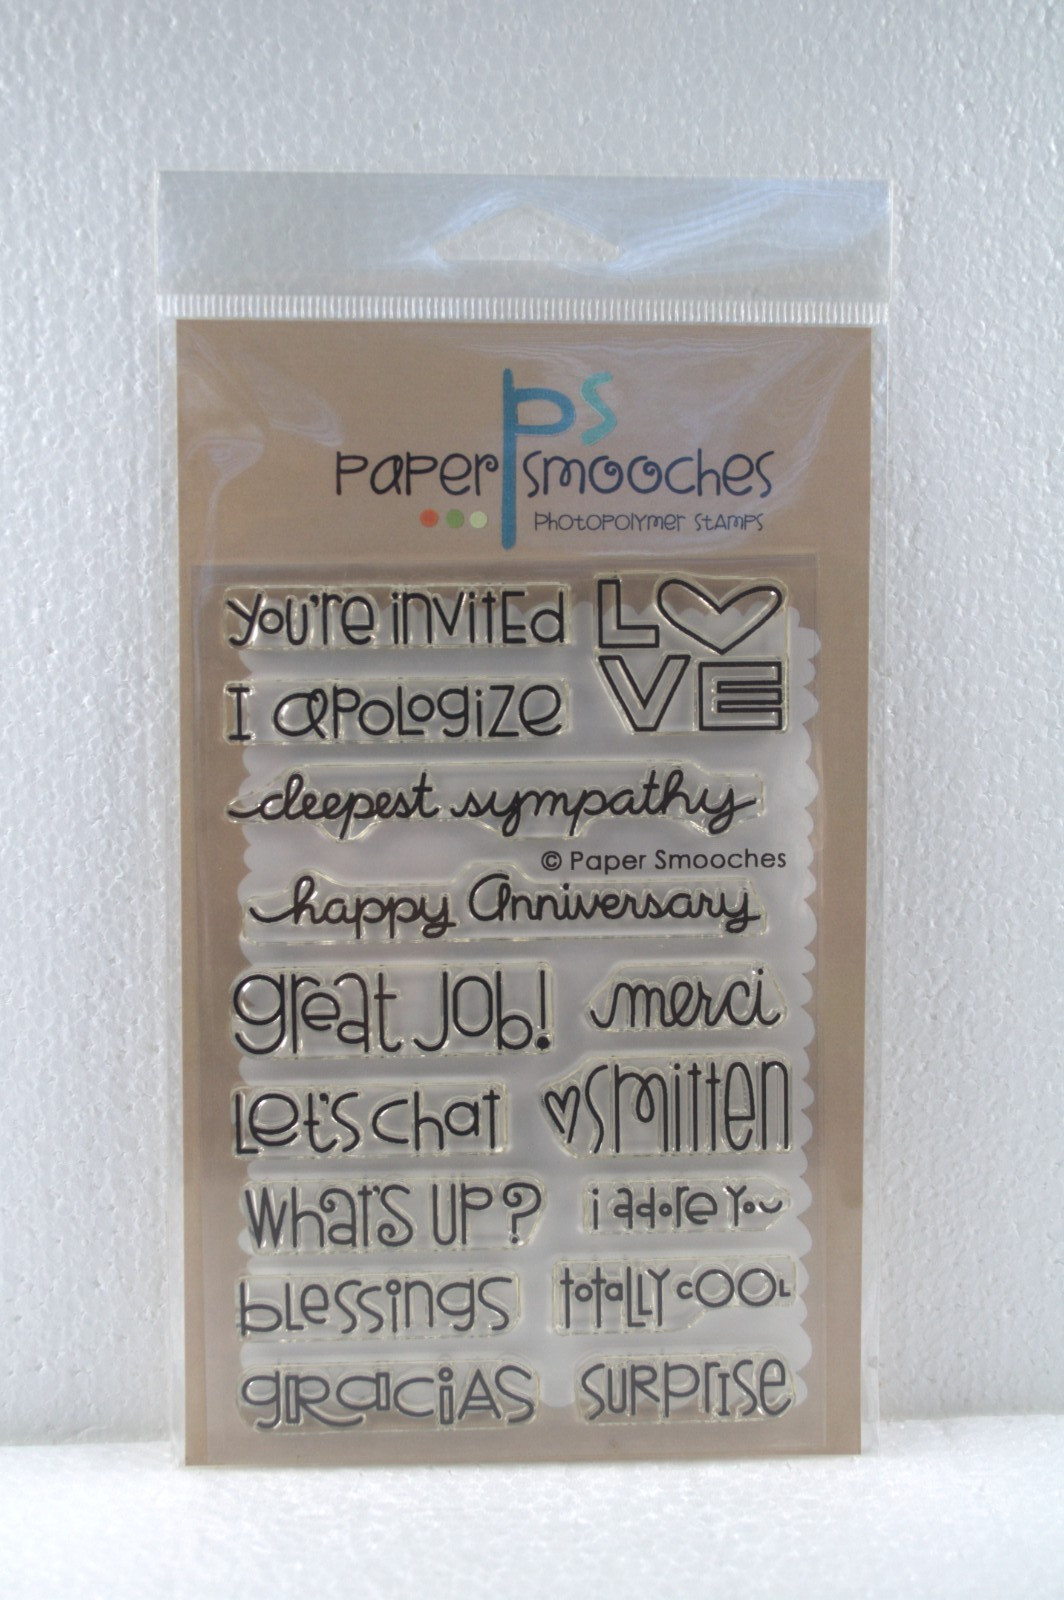 PS
PAPER SMOOCHES
PHOTOPOLYMER STAMPS
YOU'RE INVITED
L♡
VE
I APOLOGIZE
deepest sympathy
© Paper Smooches
happy Anniversary
great job!
merci
Let's chat
♡smitten
What's UP?
i adore you
blessings
totALLY cOOL
GRaciAS
SURPRISE